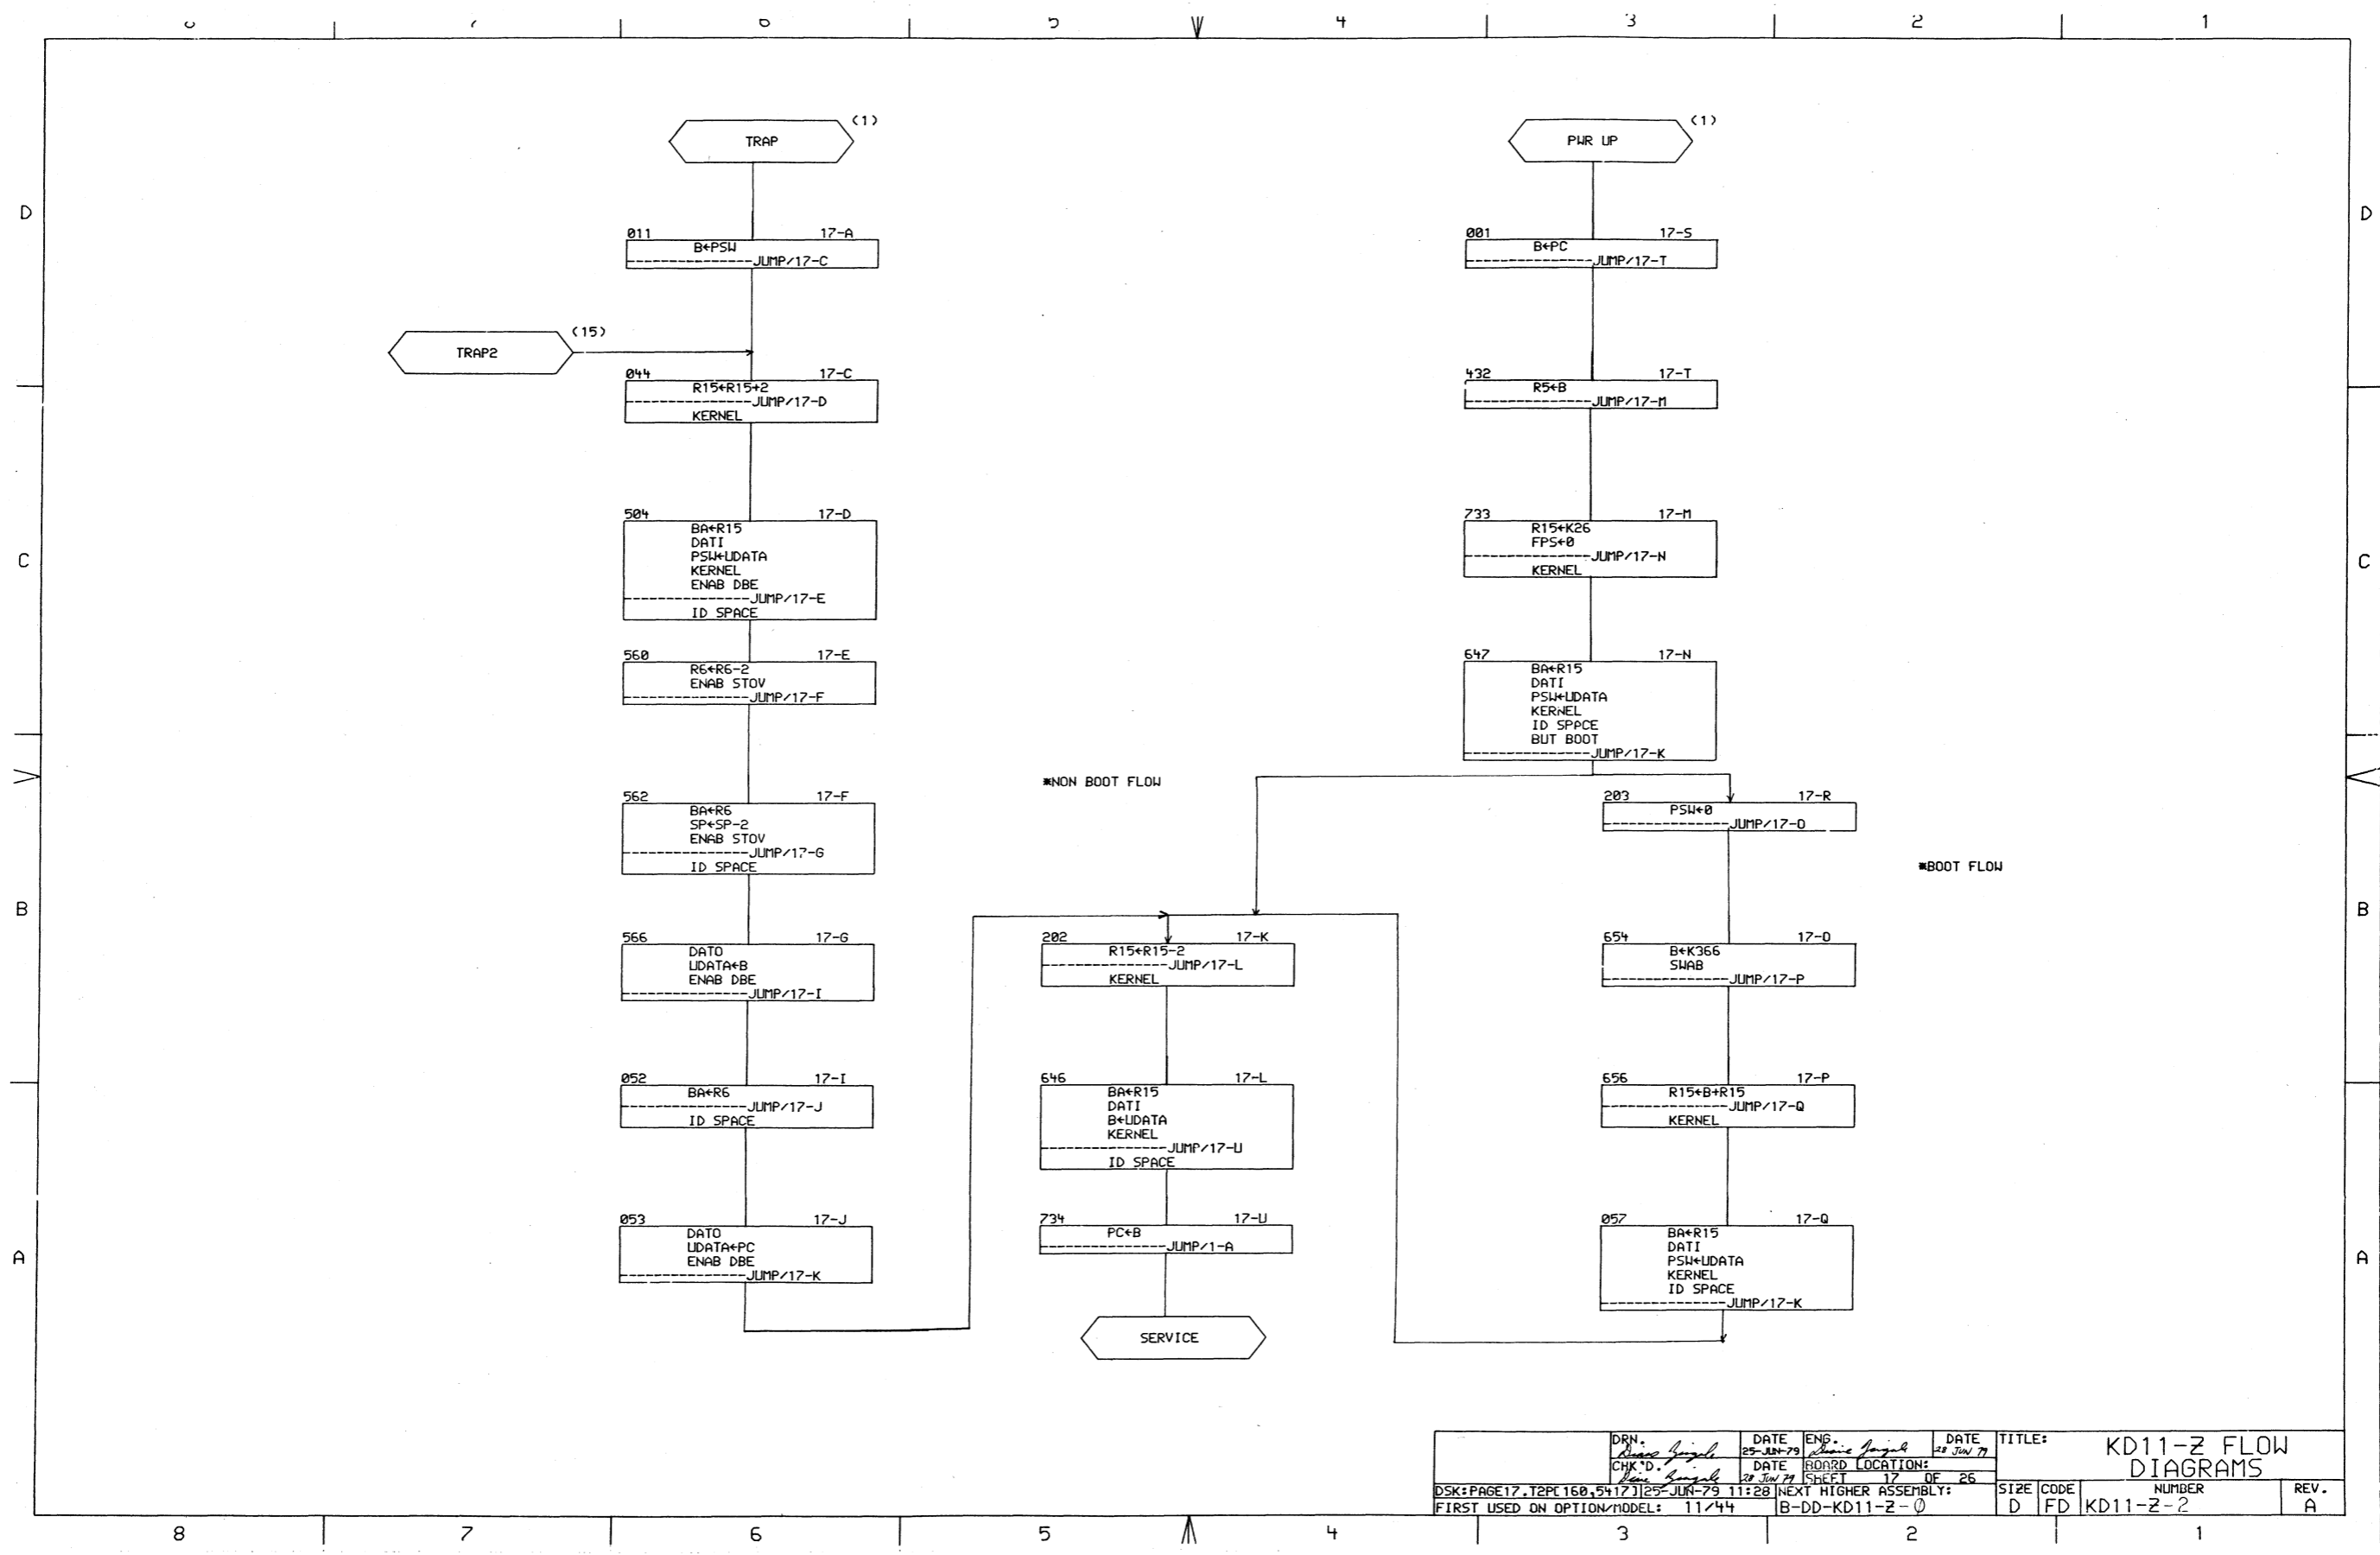 6 5 4 3 2 1
TRAP (1)
011 17-A
B←PSW
JUMP/17-C
TRAP2 (15)
044 17-C
R15←R15+2
JUMP/17-D
KERNEL
504 17-D
BA←R15
DATI
PSW←UDATA
KERNEL
ENAB DBE
JUMP/17-E
ID SPACE
560 17-E
R6←R6-2
ENAB STOV
JUMP/17-F
562 17-F
BA←R6
SP←SP-2
ENAB STOV
JUMP/17-G
ID SPACE
566 17-G
DATO
UDATA←B
ENAB DBE
JUMP/17-I
052 17-I
BA←R6
JUMP/17-J
ID SPACE
053 17-J
DATO
UDATA←PC
ENAB DBE
JUMP/17-K
*NON BOOT FLOW
202 17-K
R15←R15-2
JUMP/17-L
KERNEL
646 17-L
BA←R15
DATI
B←UDATA
KERNEL
JUMP/17-U
ID SPACE
734 17-U
PC←B
JUMP/1-A
SERVICE
PWR UP (1)
001 17-S
B←PC
JUMP/17-T
432 17-T
R5←B
JUMP/17-M
733 17-M
R15←K26
FPS←0
JUMP/17-N
KERNEL
647 17-N
BA←R15
DATI
PSW←UDATA
KERNEL
ID SPACE
BUT BOOT
JUMP/17-K
203 17-R
PSW←0
JUMP/17-O
*BOOT FLOW
654 17-O
B←K366
SWAB
JUMP/17-P
656 17-P
R15←B+R15
JUMP/17-Q
KERNEL
057 17-Q
BA←R15
DATI
PSW←UDATA
KERNEL
ID SPACE
JUMP/17-K
D D
C C
B B
A A
DRN. DATE ENG. DATE
25-JUN-79 28 JUN 79
CHK'D. DATE BOARD LOCATION:
28 JUN 79 SHEET 17 OF 26
DSK:PAGE17.T2P[160,5417] 25-JUN-79 11:28 NEXT HIGHER ASSEMBLY:
FIRST USED ON OPTION/MODEL: 11/44 B-DD-KD11-Z-0
TITLE: KD11-Z FLOW
DIAGRAMS
SIZE CODE NUMBER REV.
D FD KD11-Z-2 A
8 7 6 5 4 3 2 1